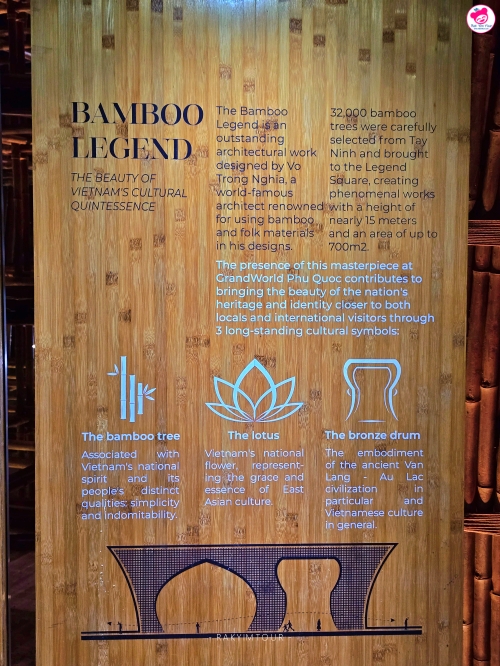 BAMBOO
LEGEND
THE BEAUTY OF
VIETNAM'S CULTURAL
QUINTESSENCE
The Bamboo
Legend is an
outstanding
architectural work
designed by Vo
Trong Nghia, a
world-famous
architect renowned
for using bamboo
and folk materials
in his designs.
32,000 bamboo
trees were carefully
selected from Tay
Ninh and brought
to the Legend
Square, creating
phenomenal works
with a height of
nearly 15 meters
and an area of up to
700m2.
The presence of this masterpiece at
GrandWorld Phu Quoc contributes to
bringing the beauty of the nation's
heritage and identity closer to both
locals and international visitors through
3 long-standing cultural symbols:
The bamboo tree
Associated with
Vietnam's national
spirit and its
people's distinct
qualities: simplicity
and indomitability.
The lotus
Vietnam's national
flower, represent-
ing the grace and
essence of East
Asian culture.
The bronze drum
The embodiment
of the ancient Van
Lang - Au Lac
civilization in
particular and
Vietnamese culture
in general.
RAKYIMTOUR